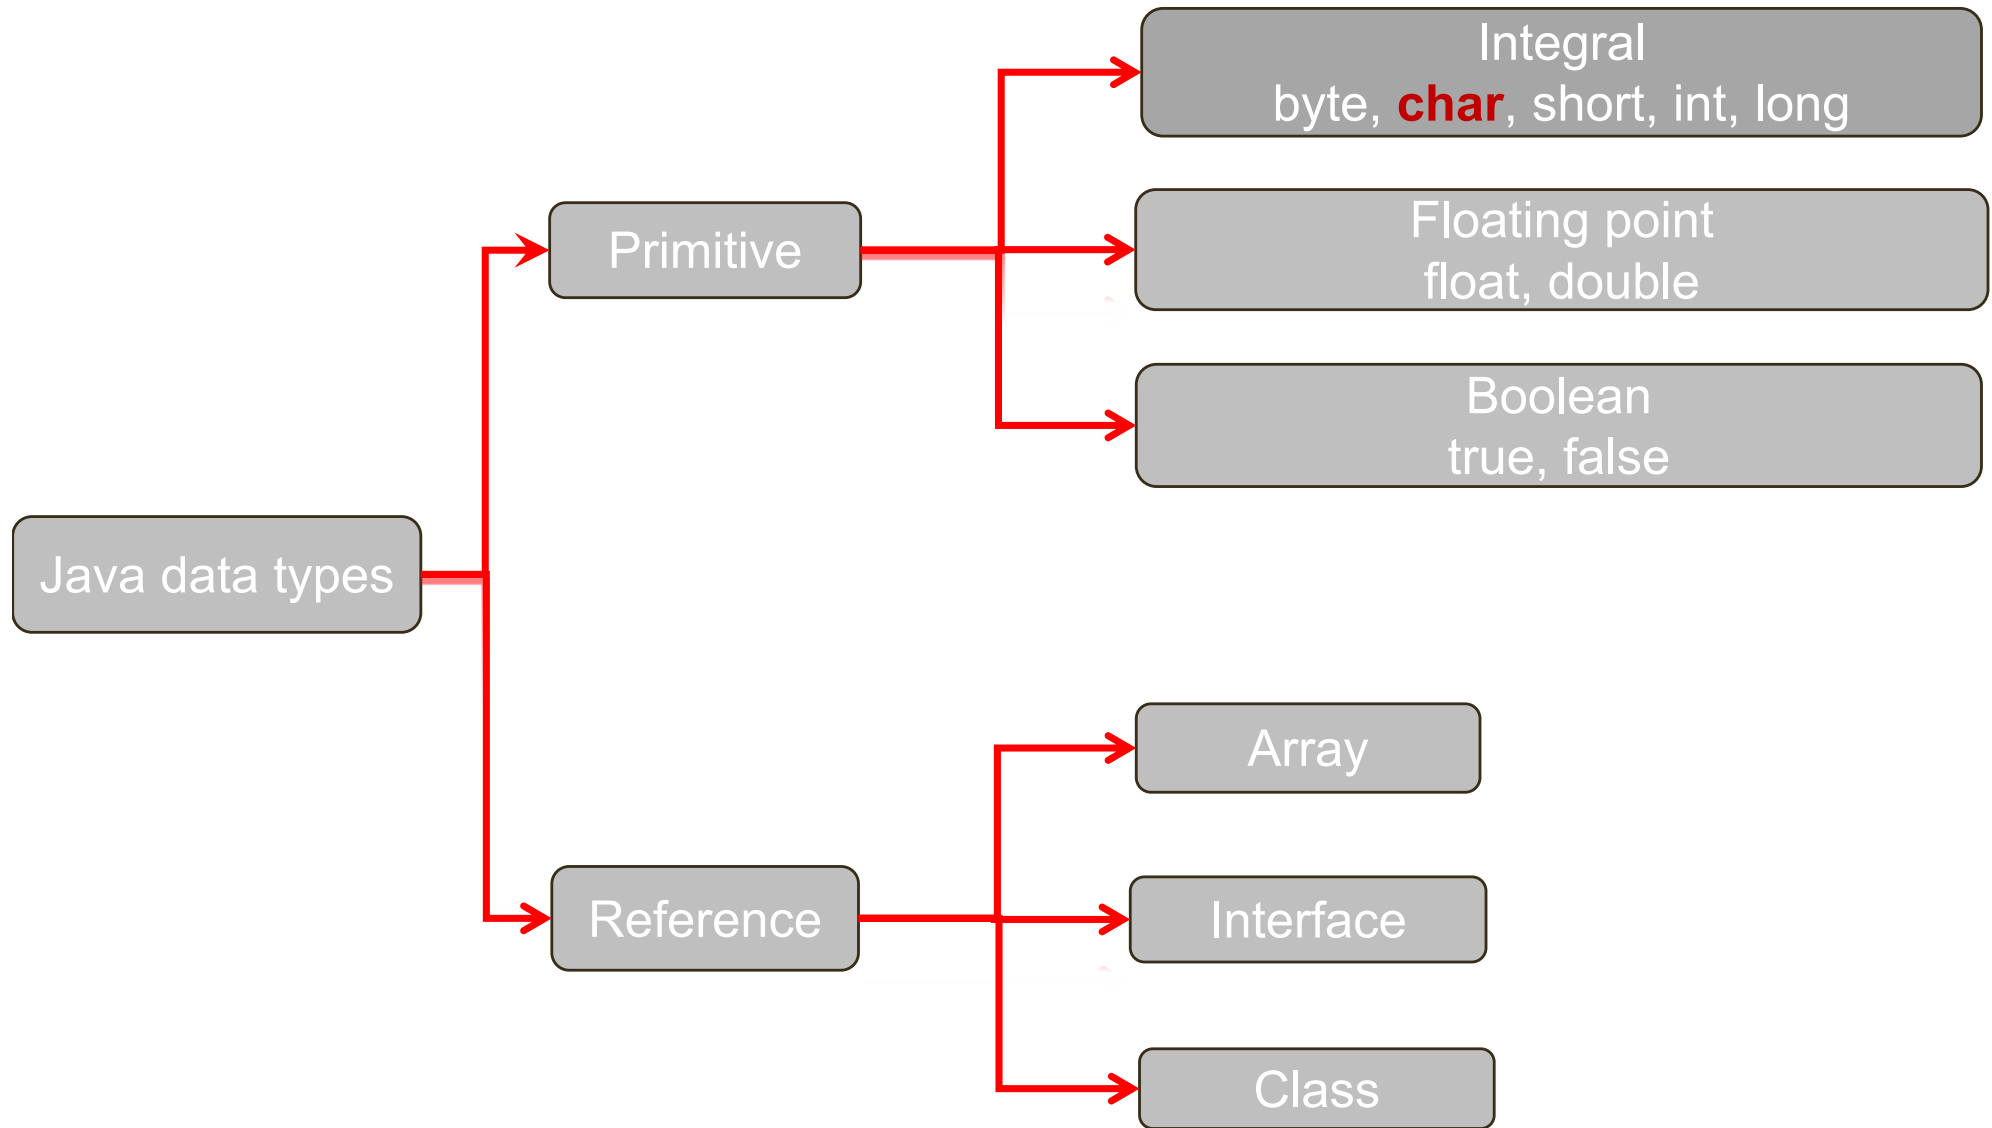 Integral
byte, char, short, int, long
Floating point
float, double
Primitive
Boolean
true, false
Java data types
Array
Reference
Interface
Class